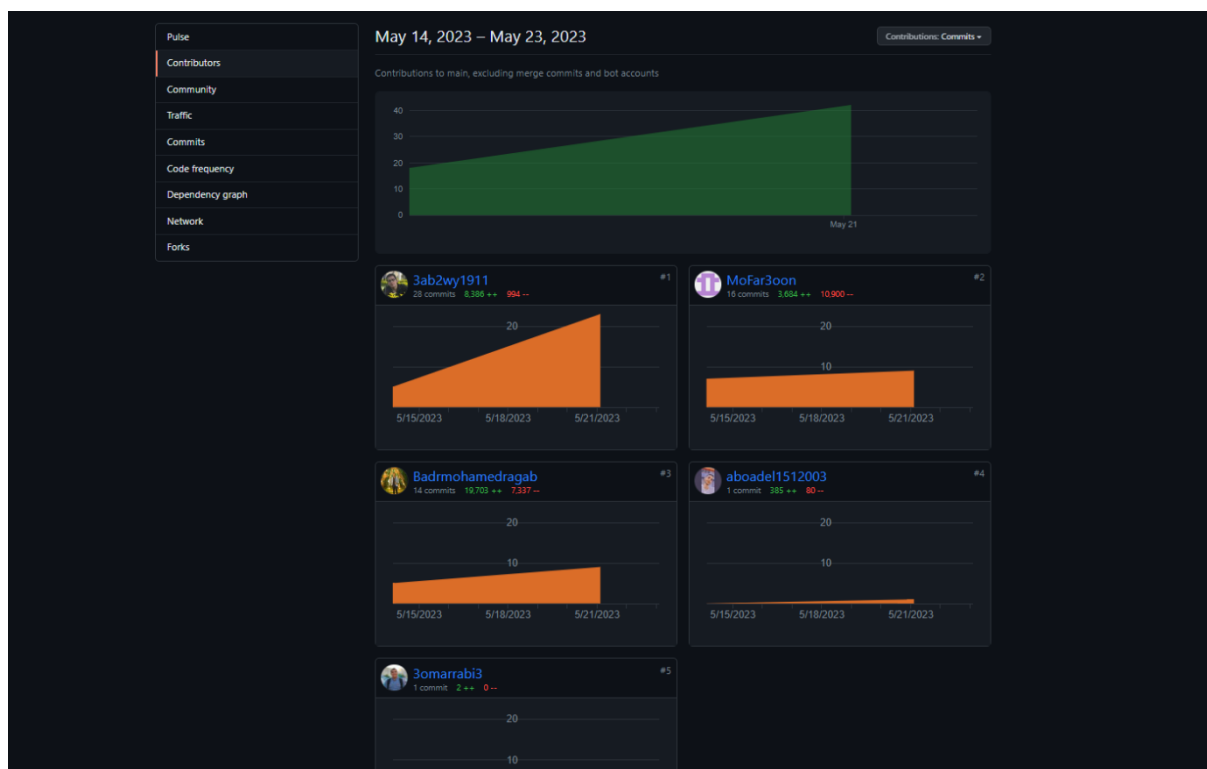 Pulse
Contributors
Community
Traffic
Commits
Code frequency
Dependency graph
Network
Forks
May 14, 2023 – May 23, 2023
Contributions: Commits
Contributions to main, excluding merge commits and bot accounts
40
30
20
10
0
May 21
3ab2wy1911 #1
28 commits 8,386 ++ 994 --
20
5/15/2023 5/18/2023 5/21/2023
MoFar3oon #2
16 commits 3,684 ++ 10,900 --
20
10
5/15/2023 5/18/2023 5/21/2023
Badrmohamedragab #3
14 commits 19,703 ++ 7,337 --
20
10
5/15/2023 5/18/2023 5/21/2023
aboadel1512003 #4
1 commit 385 ++ 80 --
20
10
5/15/2023 5/18/2023 5/21/2023
3omarrabi3 #5
1 commit 2 ++ 0 --
20
10